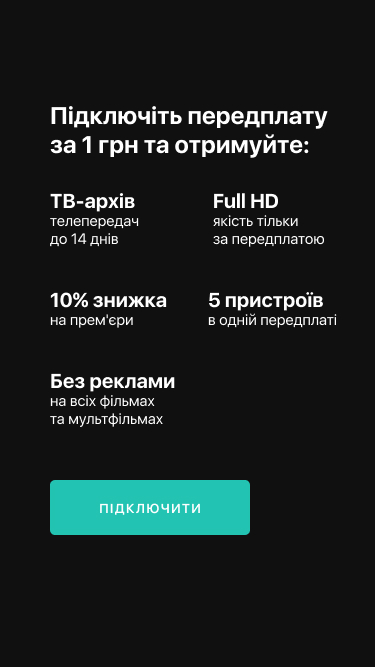 Підключіть передплату
за 1 грн та отримуйте:
ТВ-архів
телепередач
до 14 днів
Full HD
якість тільки
за передплатою
10% знижка
на прем'єри
5 пристроїв
в одній передплаті
Без реклами
на всіх фільмах
та мультфільмах
ПІДКЛЮЧИТИ